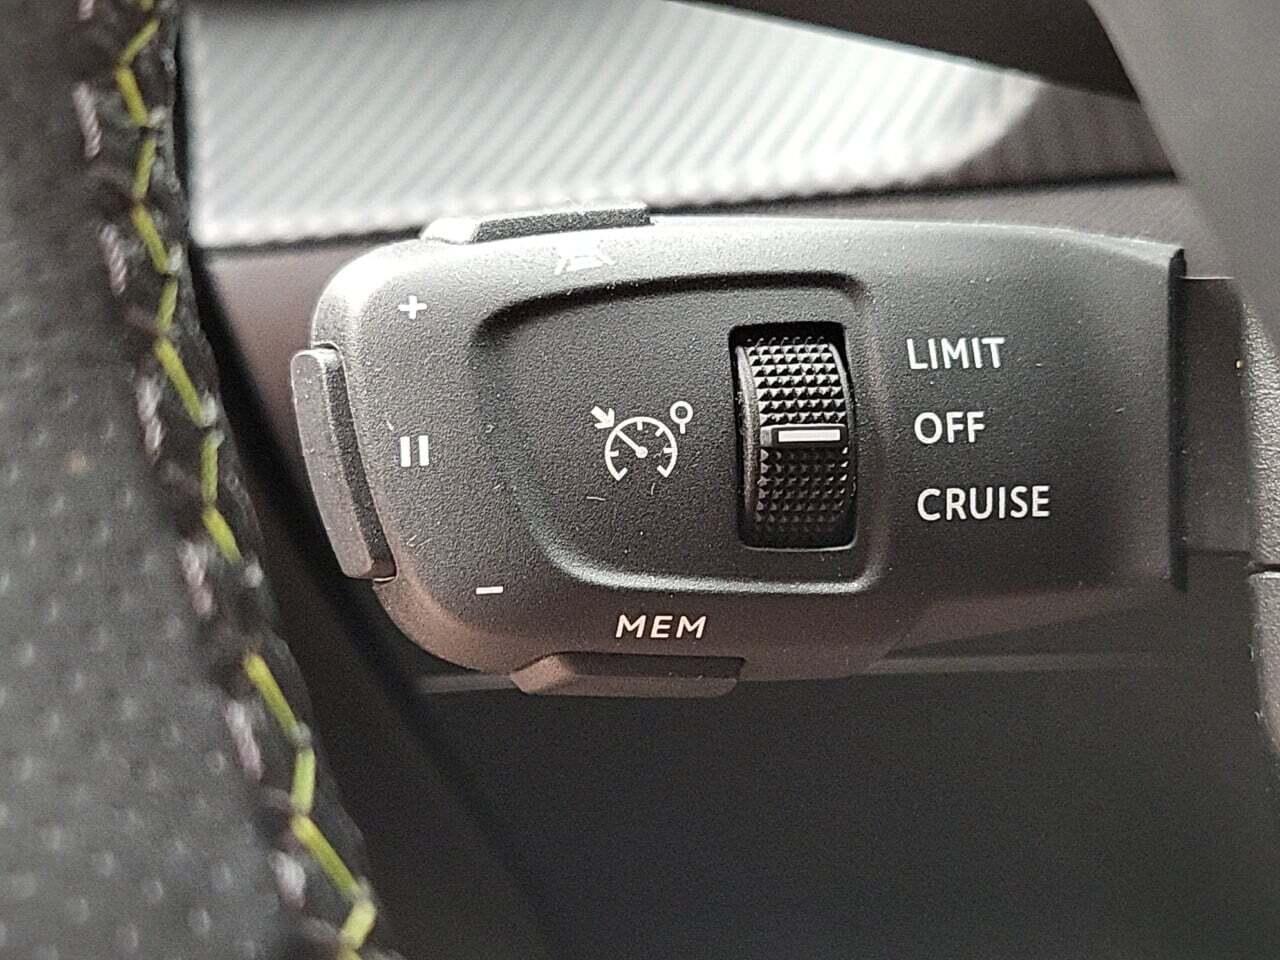 +
LIMIT
OFF
CRUISE
–
MEM